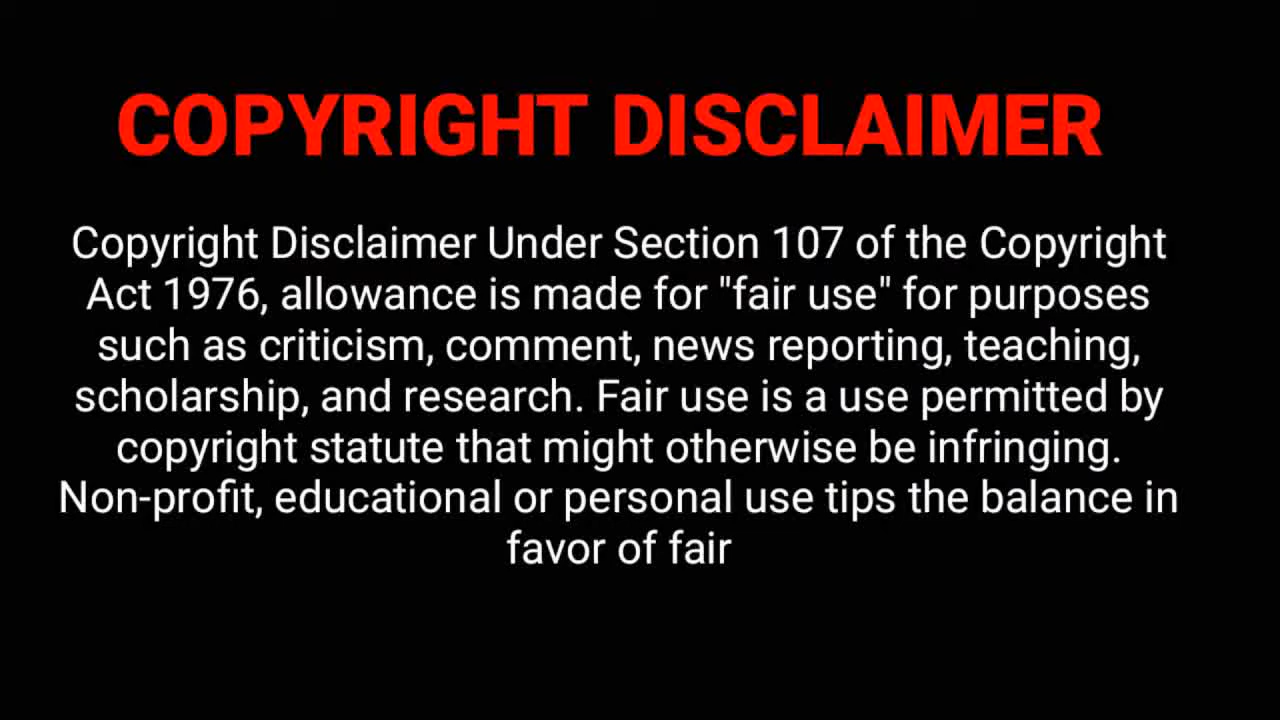 COPYRIGHT DISCLAIMER
Copyright Disclaimer Under Section 107 of the Copyright
Act 1976, allowance is made for "fair use" for purposes
such as criticism, comment, news reporting, teaching,
scholarship, and research. Fair use is a use permitted by
copyright statute that might otherwise be infringing.
Non-profit, educational or personal use tips the balance in
favor of fair